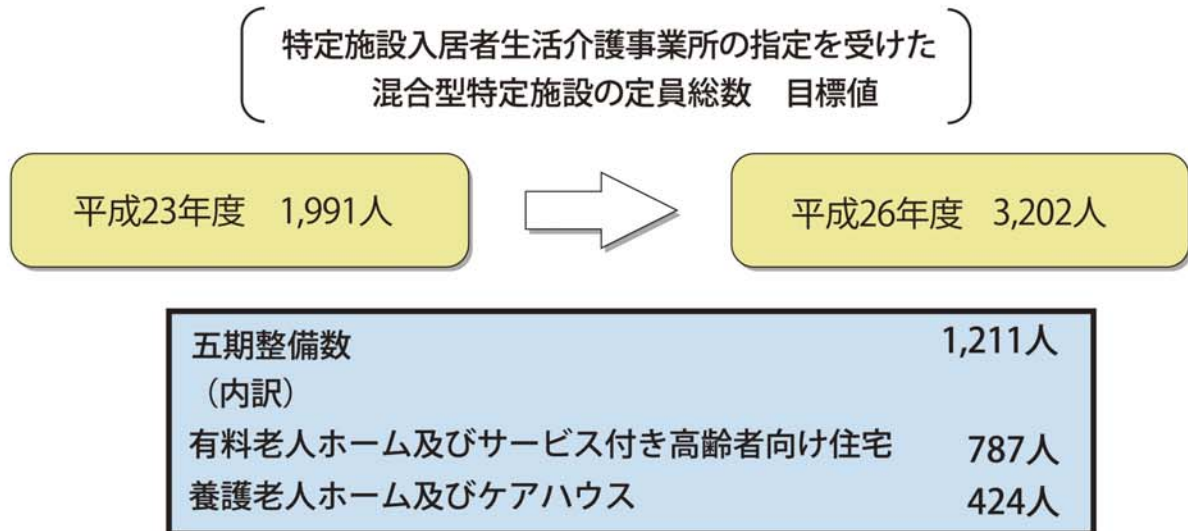 特定施設入居者生活介護事業所の指定を受けた
混合型特定施設の定員総数　目標値
平成23年度　1,991人
平成26年度　3,202人
五期整備数　1,211人
（内訳）
有料老人ホーム及びサービス付き高齢者向け住宅　787人
養護老人ホーム及びケアハウス　424人